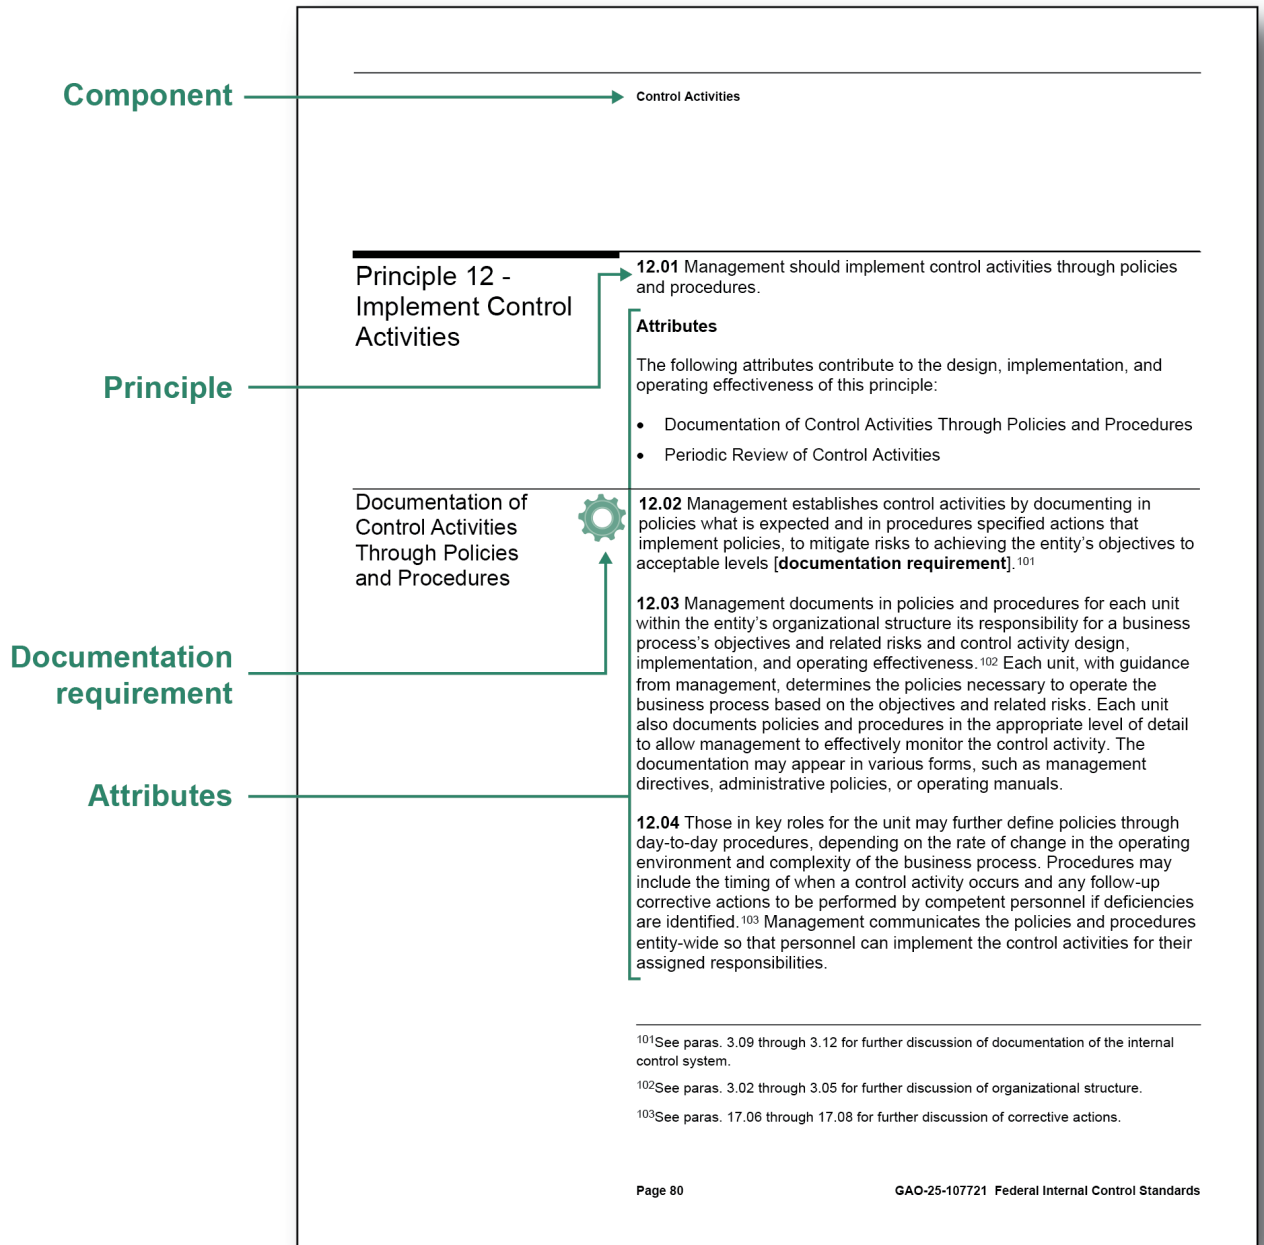 Component
Control Activities
Principle 12 -
Implement Control
Activities
12.01 Management should implement control activities through policies
and procedures.
Principle
Attributes
The following attributes contribute to the design, implementation, and
operating effectiveness of this principle:
• Documentation of Control Activities Through Policies and Procedures
• Periodic Review of Control Activities
Documentation of
Control Activities
Through Policies
and Procedures
Documentation
requirement
12.02 Management establishes control activities by documenting in
policies what is expected and in procedures specified actions that
implement policies, to mitigate risks to achieving the entity’s objectives to
acceptable levels [documentation requirement].101
12.03 Management documents in policies and procedures for each unit
within the entity’s organizational structure its responsibility for a business
process’s objectives and related risks and control activity design,
implementation, and operating effectiveness.102 Each unit, with guidance
from management, determines the policies necessary to operate the
business process based on the objectives and related risks. Each unit
also documents policies and procedures in the appropriate level of detail
to allow management to effectively monitor the control activity. The
documentation may appear in various forms, such as management
directives, administrative policies, or operating manuals.
Attributes
12.04 Those in key roles for the unit may further define policies through
day-to-day procedures, depending on the rate of change in the operating
environment and complexity of the business process. Procedures may
include the timing of when a control activity occurs and any follow-up
corrective actions to be performed by competent personnel if deficiencies
are identified.103 Management communicates the policies and procedures
entity-wide so that personnel can implement the control activities for their
assigned responsibilities.
101See paras. 3.09 through 3.12 for further discussion of documentation of the internal
control system.
102See paras. 3.02 through 3.05 for further discussion of organizational structure.
103See paras. 17.06 through 17.08 for further discussion of corrective actions.
Page 80
GAO-25-107721 Federal Internal Control Standards